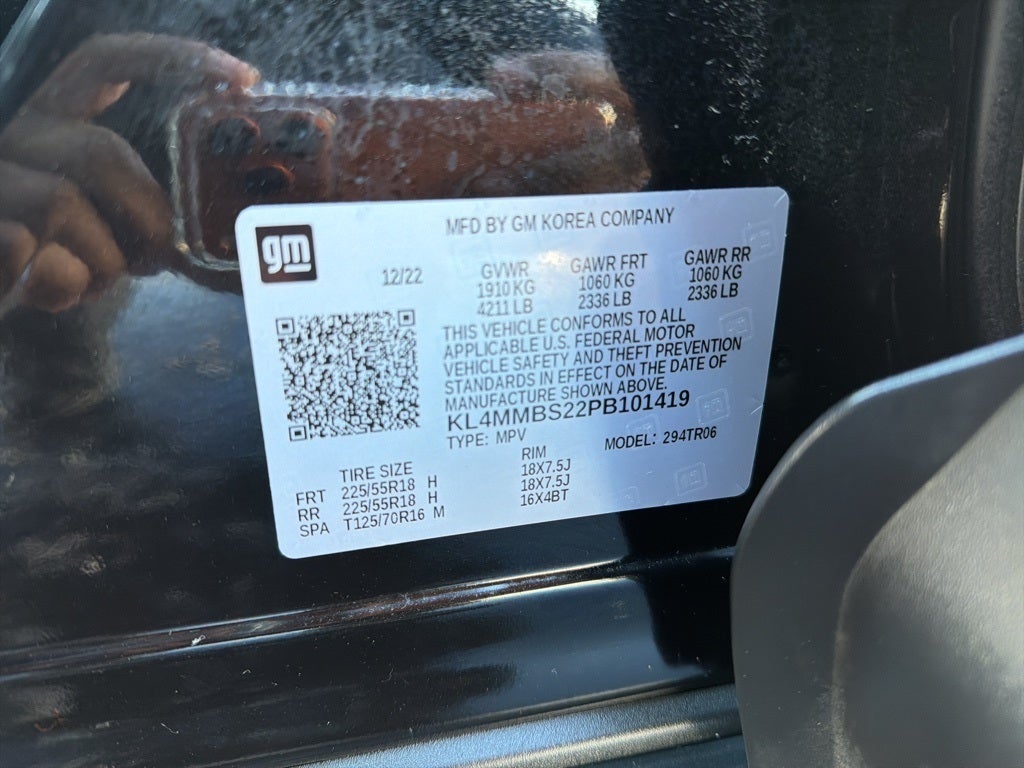 gm
MFD BY GM KOREA COMPANY
12/22
GVWR GAWR FRT GAWR RR
1910 KG 1060 KG 1060 KG
4211 LB 2336 LB 2336 LB
THIS VEHICLE CONFORMS TO ALL
APPLICABLE U.S. FEDERAL MOTOR
VEHICLE SAFETY AND THEFT PREVENTION
STANDARDS IN EFFECT ON THE DATE OF
MANUFACTURE SHOWN ABOVE.
KL4MMBS22PB101419
TYPE: MPV MODEL: 294TR06
TIRE SIZE RIM
FRT 225/55R18 H 18X7.5J
RR 225/55R18 H 18X7.5J
SPA T125/70R16 M 16X4BT